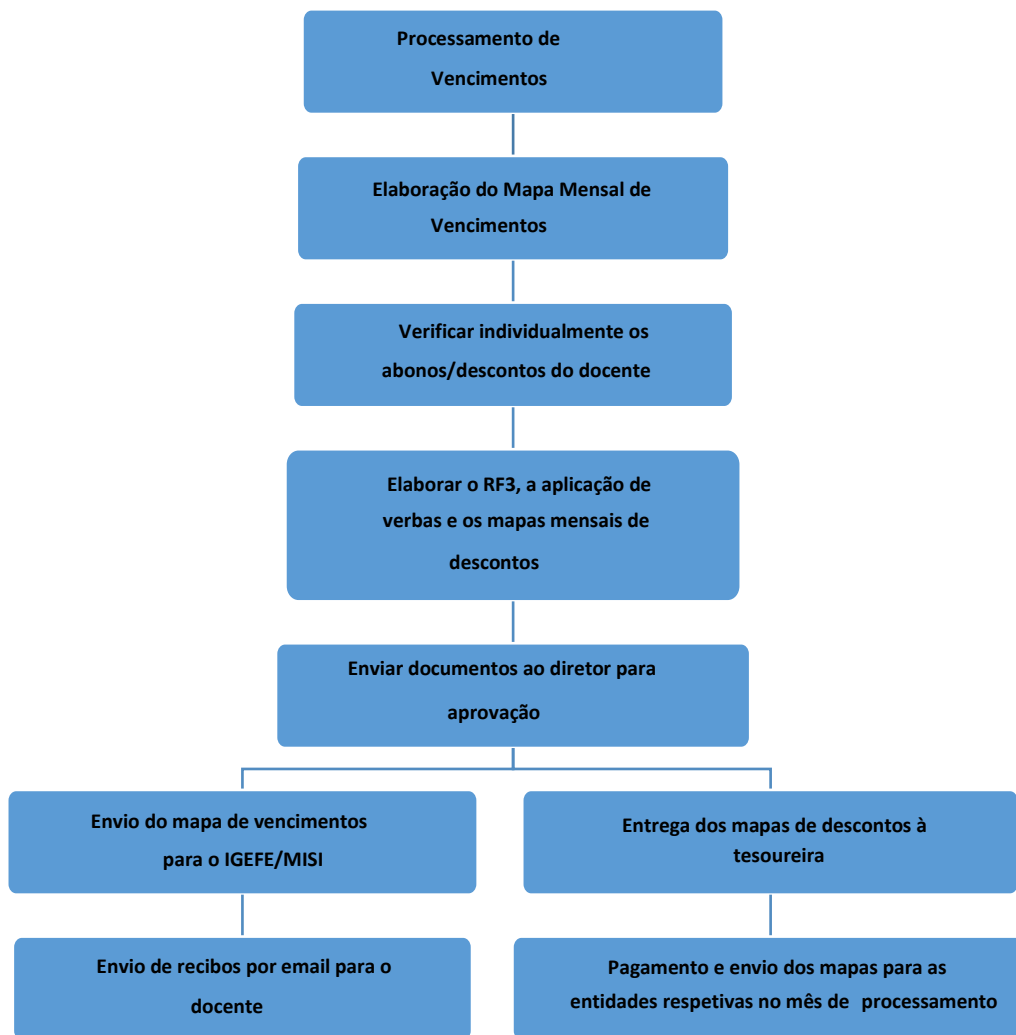 Processamento de
Vencimentos
Elaboração do Mapa Mensal de
Vencimentos
Verificar individualmente os
abonos/descontos do docente
Elaborar o RF3, a aplicação de
verbas e os mapas mensais de
descontos
Enviar documentos ao diretor para
aprovação
Envio do mapa de vencimentos
para o IGEFE/MISI
Entrega dos mapas de descontos à
tesoureira
Envio de recibos por email para o
docente
Pagamento e envio dos mapas para as
entidades respetivas no mês de processamento